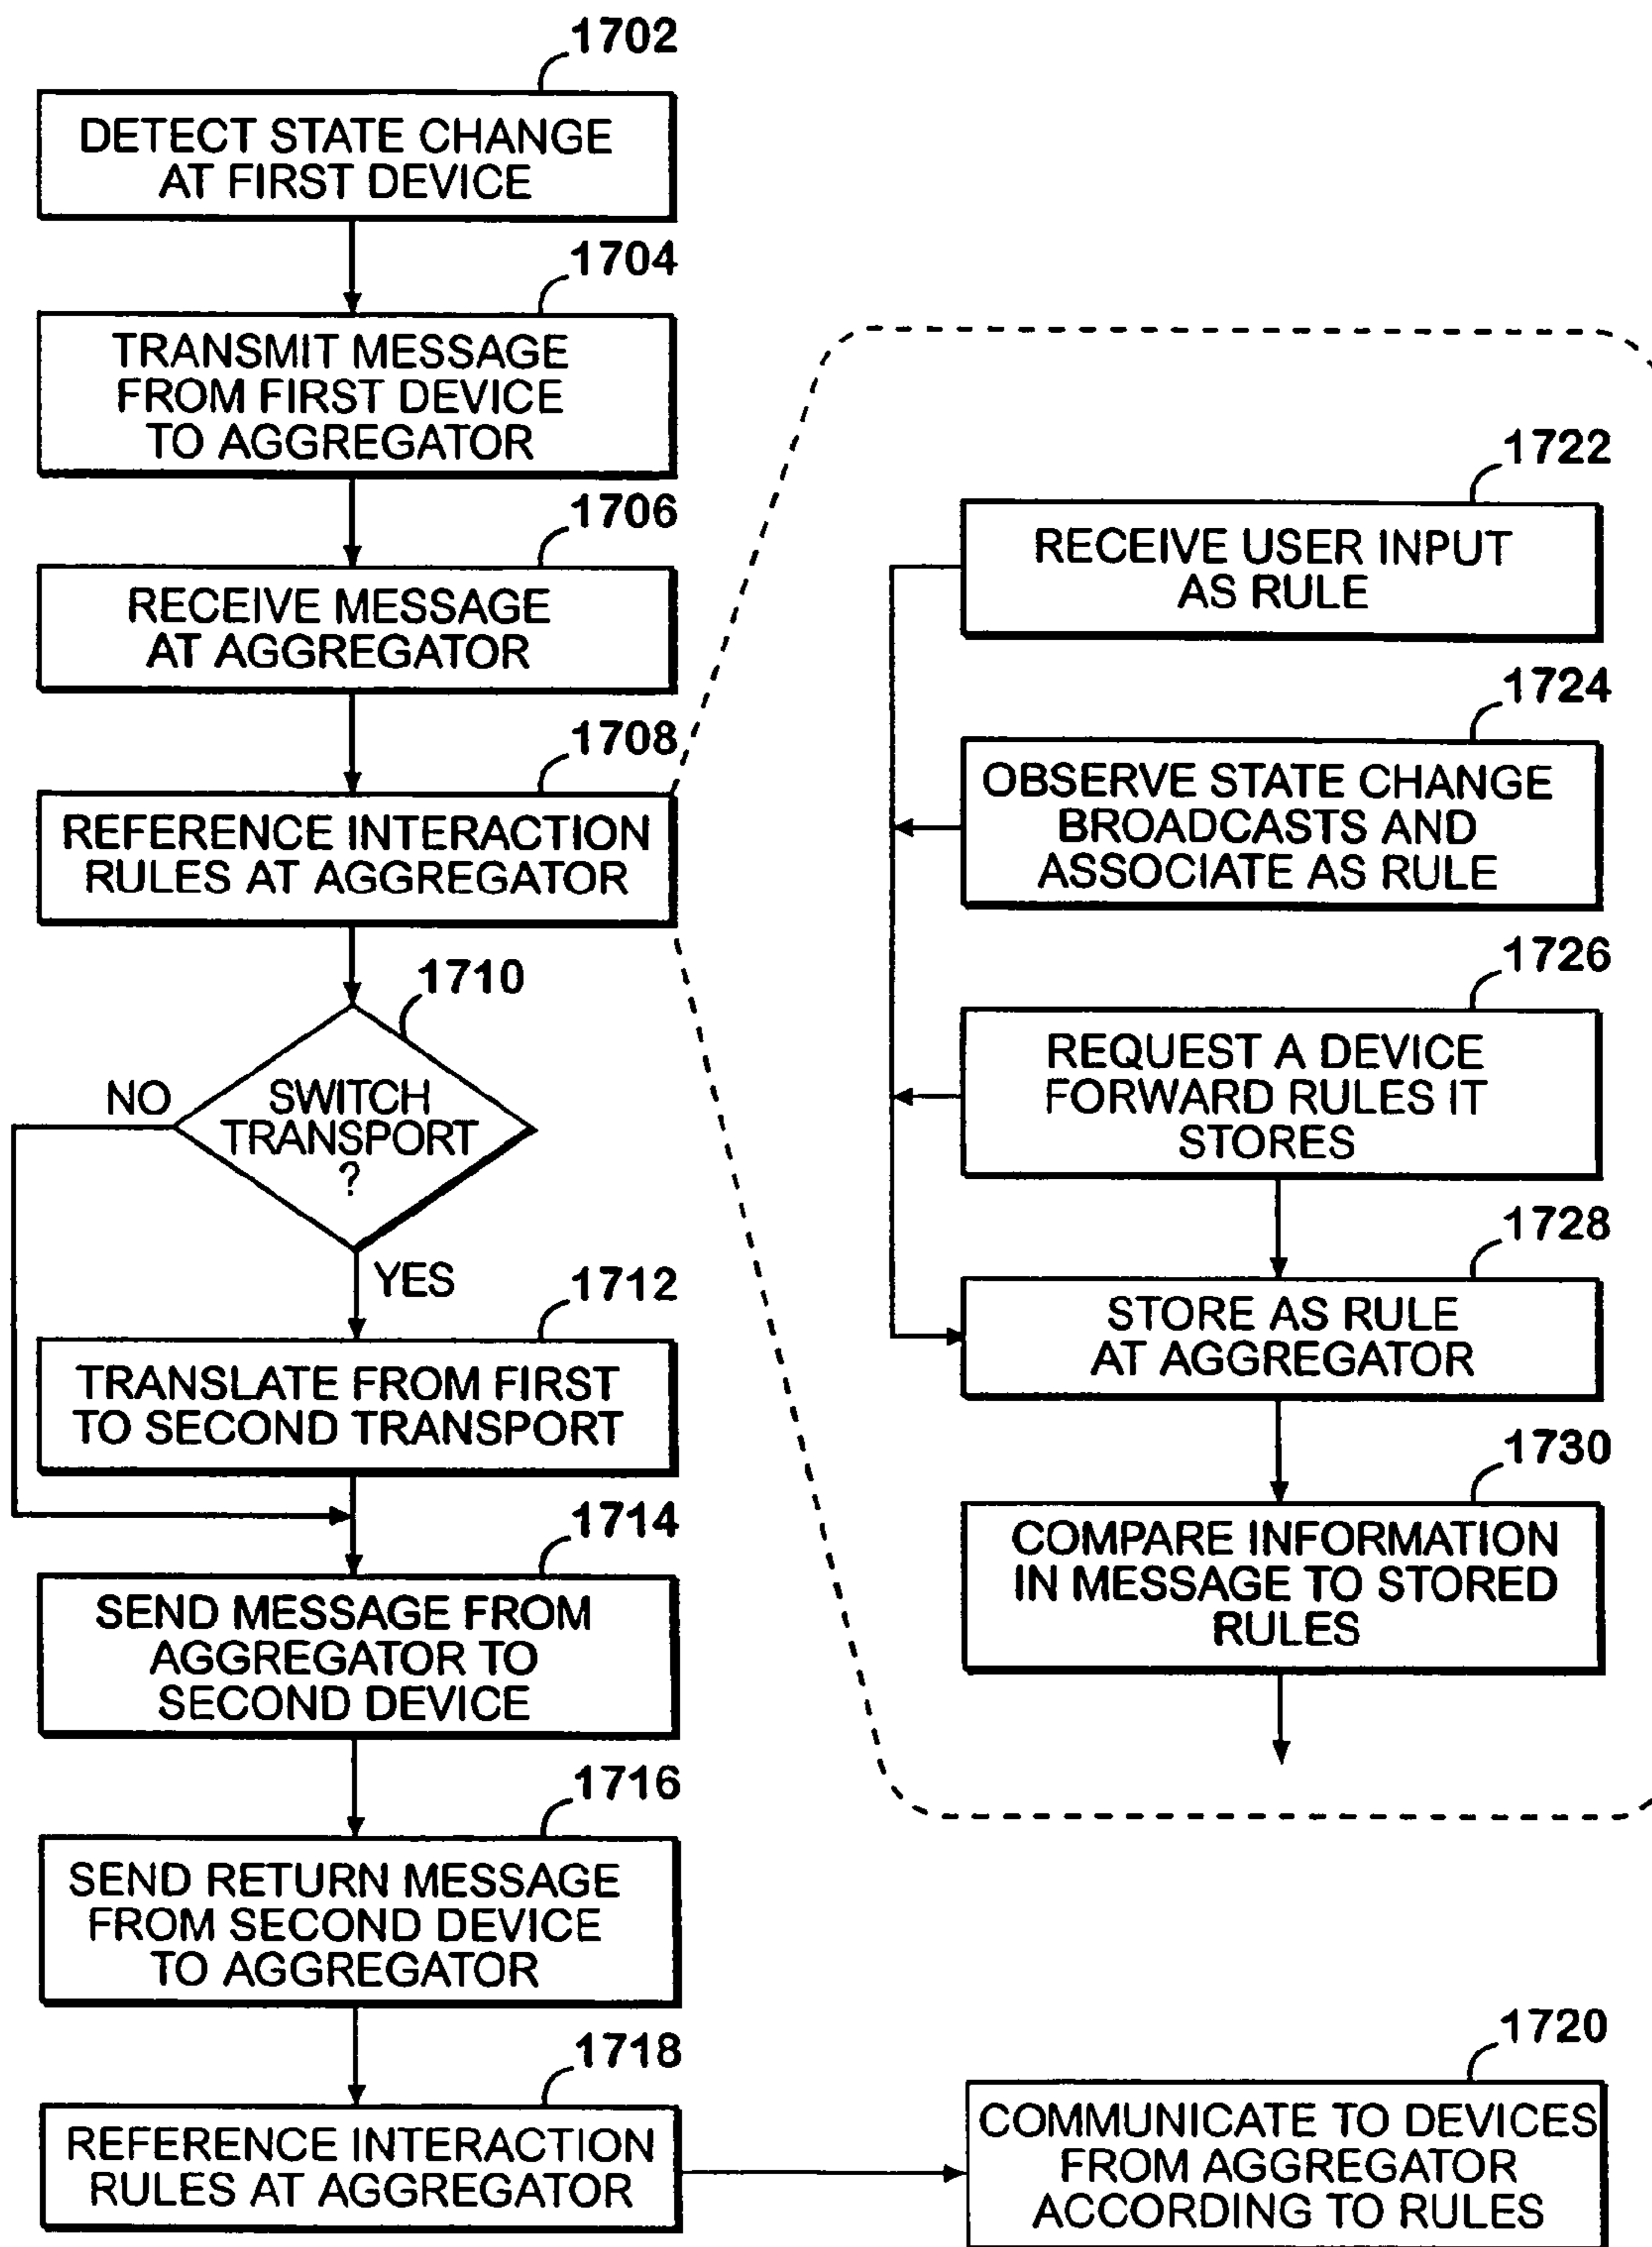 1702
DETECT STATE CHANGE
AT FIRST DEVICE
1704
TRANSMIT MESSAGE
FROM FIRST DEVICE
TO AGGREGATOR
1706
RECEIVE MESSAGE
AT AGGREGATOR
1708
REFERENCE INTERACTION
RULES AT AGGREGATOR
1710
NO
SWITCH
TRANSPORT
?
YES
1712
TRANSLATE FROM FIRST
TO SECOND TRANSPORT
1714
SEND MESSAGE FROM
AGGREGATOR TO
SECOND DEVICE
1716
SEND RETURN MESSAGE
FROM SECOND DEVICE
TO AGGREGATOR
1718
REFERENCE INTERACTION
RULES AT AGGREGATOR
1720
COMMUNICATE TO DEVICES
FROM AGGREGATOR
ACCORDING TO RULES
1722
RECEIVE USER INPUT
AS RULE
1724
OBSERVE STATE CHANGE
BROADCASTS AND
ASSOCIATE AS RULE
1726
REQUEST A DEVICE
FORWARD RULES IT
STORES
1728
STORE AS RULE
AT AGGREGATOR
1730
COMPARE INFORMATION
IN MESSAGE TO STORED
RULES